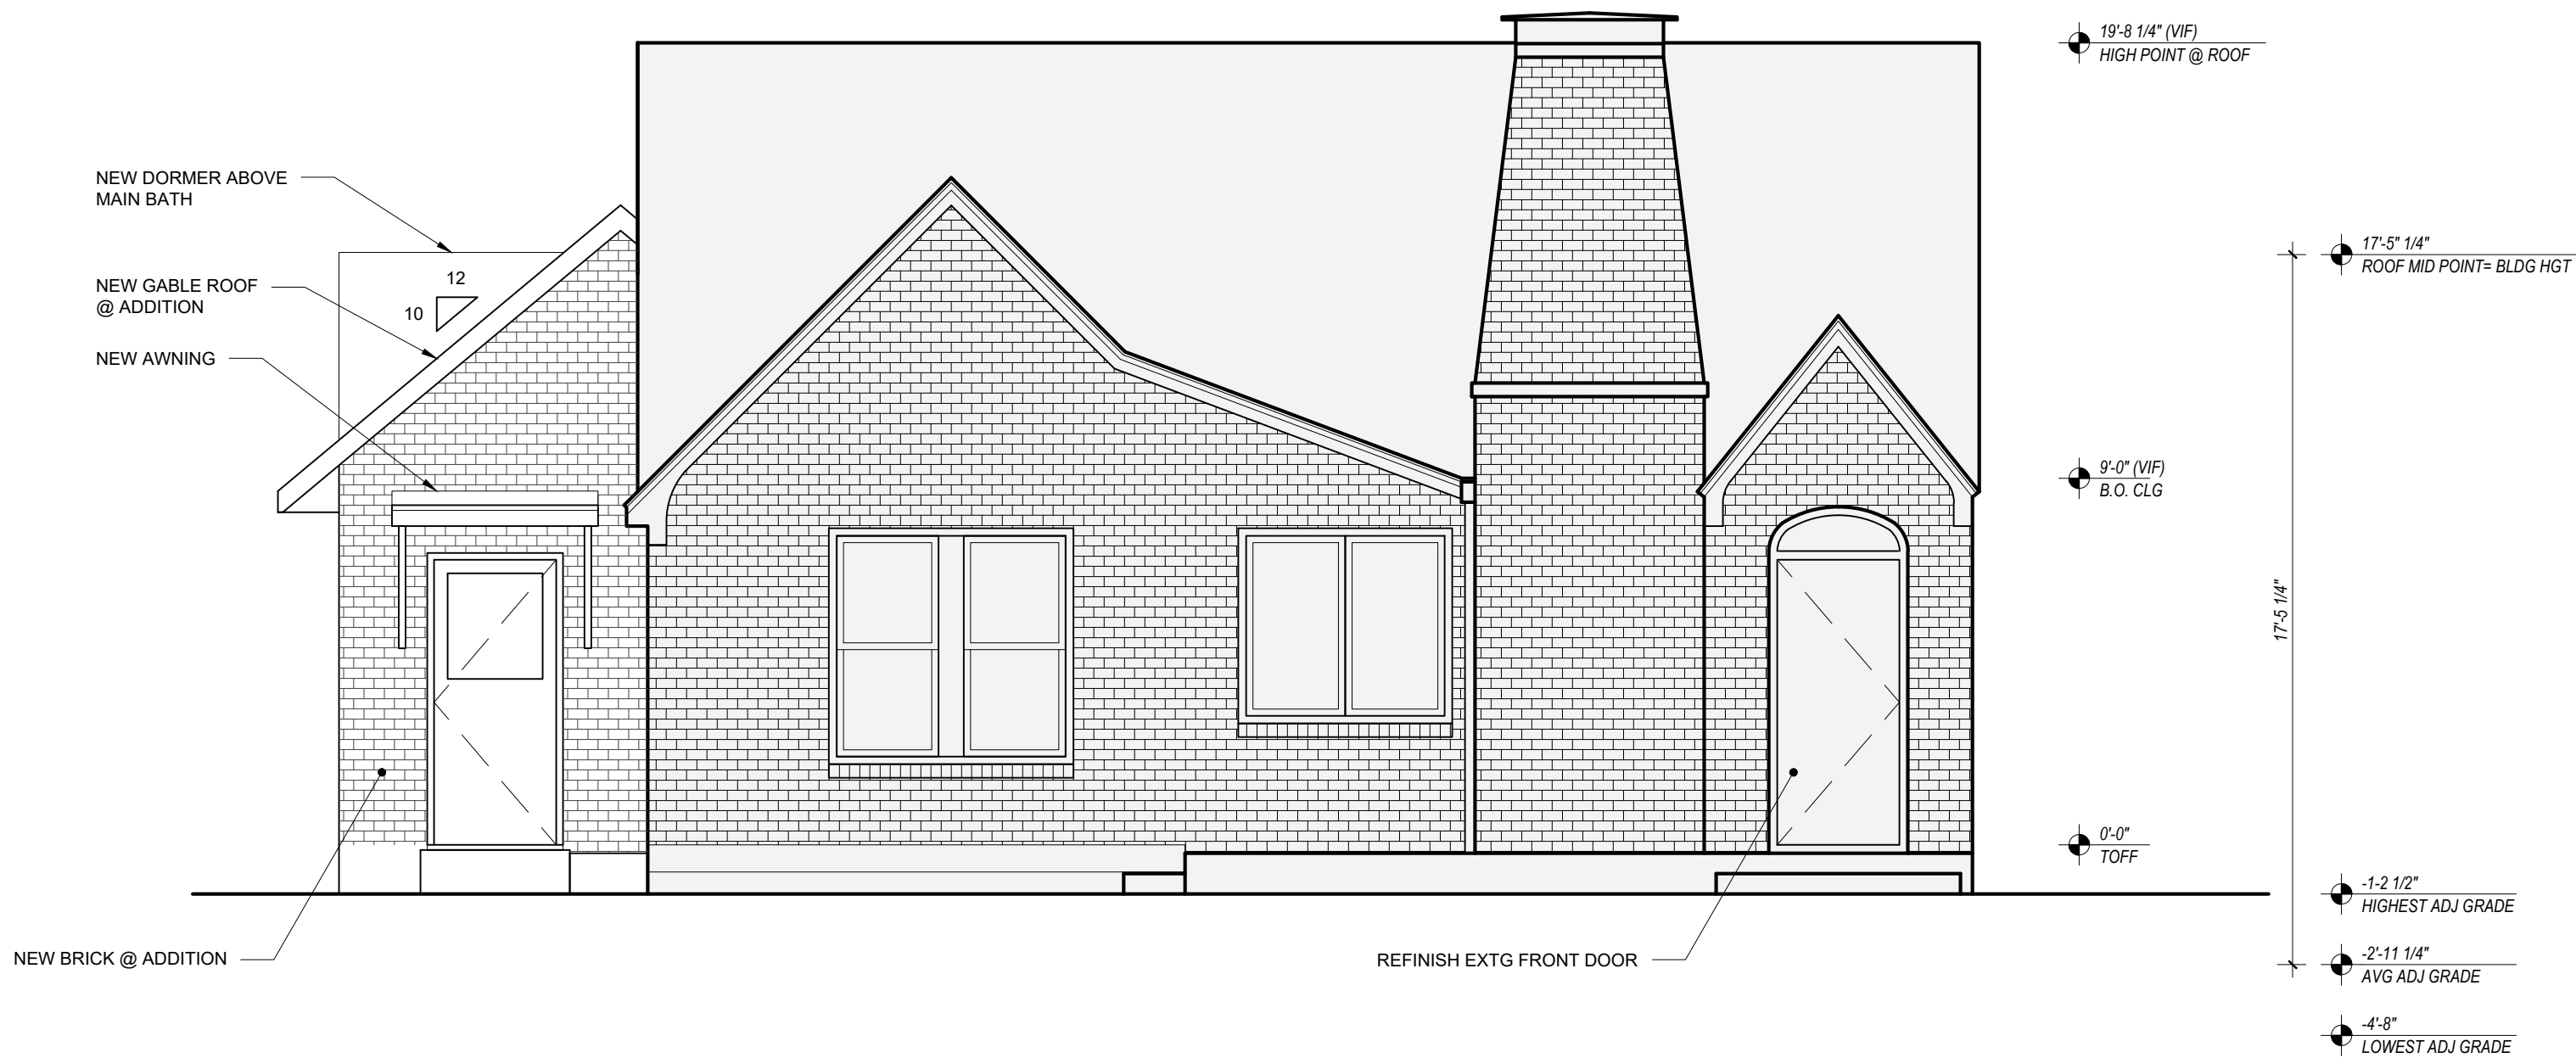 19'-8 1/4" (VIF)
HIGH POINT @ ROOF
NEW DORMER ABOVE
MAIN BATH
17'-5" 1/4"
ROOF MID POINT= BLDG HGT
12
NEW GABLE ROOF
@ ADDITION
10
NEW AWNING
9'-0" (VIF)
B.O. CLG
17'-5 1/4"
0'-0"
TOFF
-1-2 1/2"
HIGHEST ADJ GRADE
NEW BRICK @ ADDITION
REFINISH EXTG FRONT DOOR
-2'-11 1/4"
AVG ADJ GRADE
-4'-8"
LOWEST ADJ GRADE